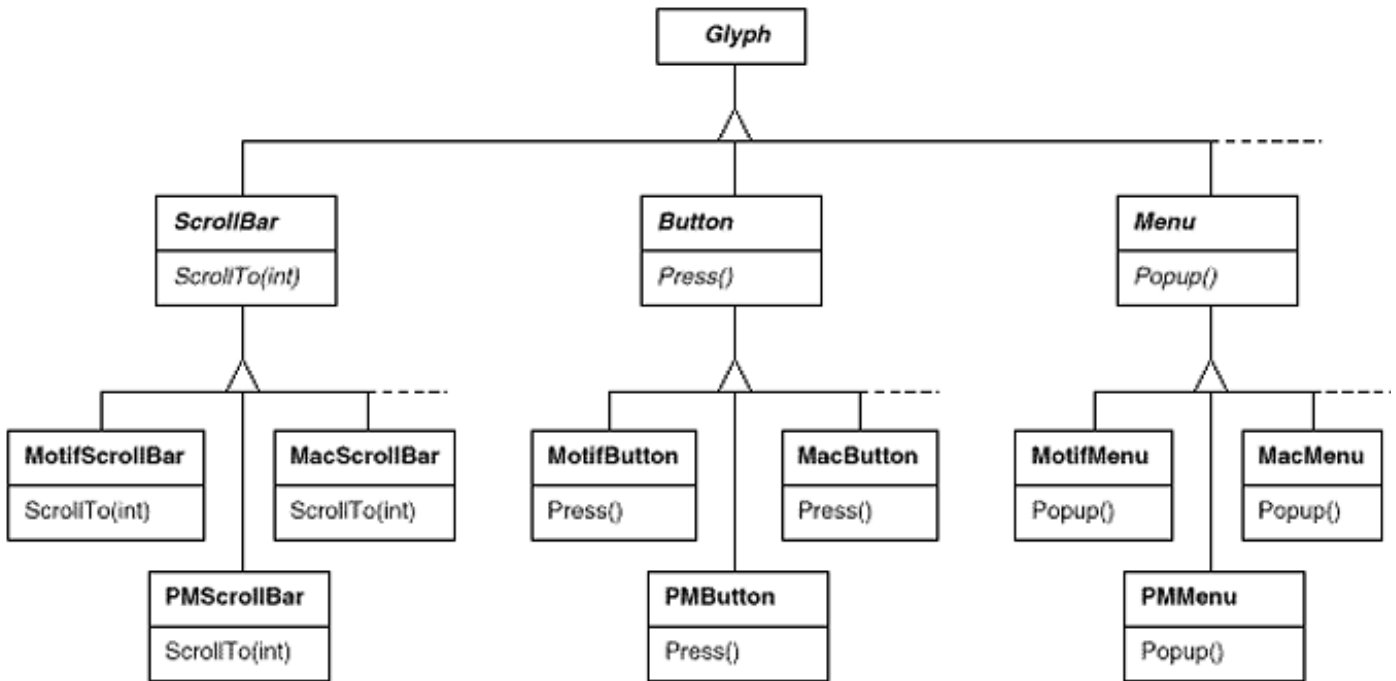 Glyph
ScrollBar
ScrollTo(int)
Button
Press()
Menu
Popup()
MotifScrollBar
ScrollTo(int)
MacScrollBar
ScrollTo(int)
PMScrollBar
ScrollTo(int)
MotifButton
Press()
MacButton
Press()
PMButton
Press()
MotifMenu
Popup()
MacMenu
Popup()
PMMenu
Popup()